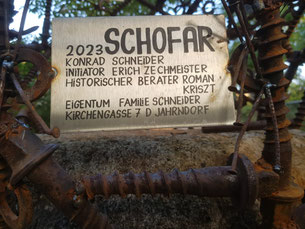 2023 SCHOFAR
KONRAD SCHNEIDER
INITIATOR ERICH ZECHMEISTER
HISTORISCHER BERATER ROMAN
KRISZT
EIGENTUM FAMILIE SCHNEIDER
KIRCHENGASSE 7 D JAHRNDORF